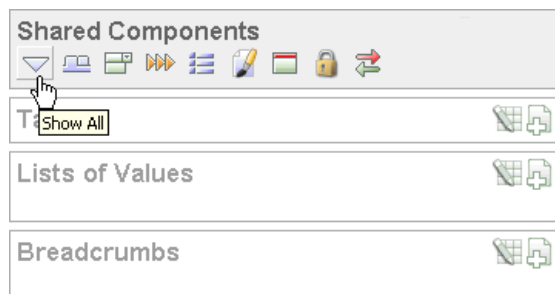 Shared Components
Show All
Lists of Values
Breadcrumbs